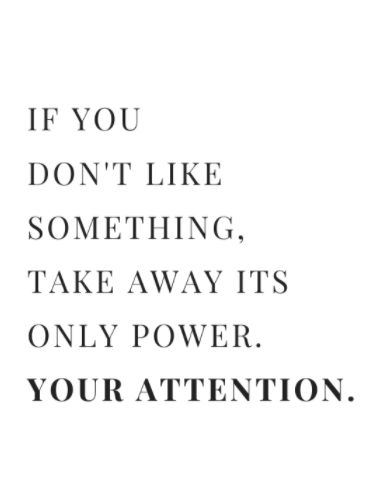 IF YOU
DON'T LIKE
SOMETHING,
TAKE AWAY ITS
ONLY POWER.
YOUR ATTENTION.